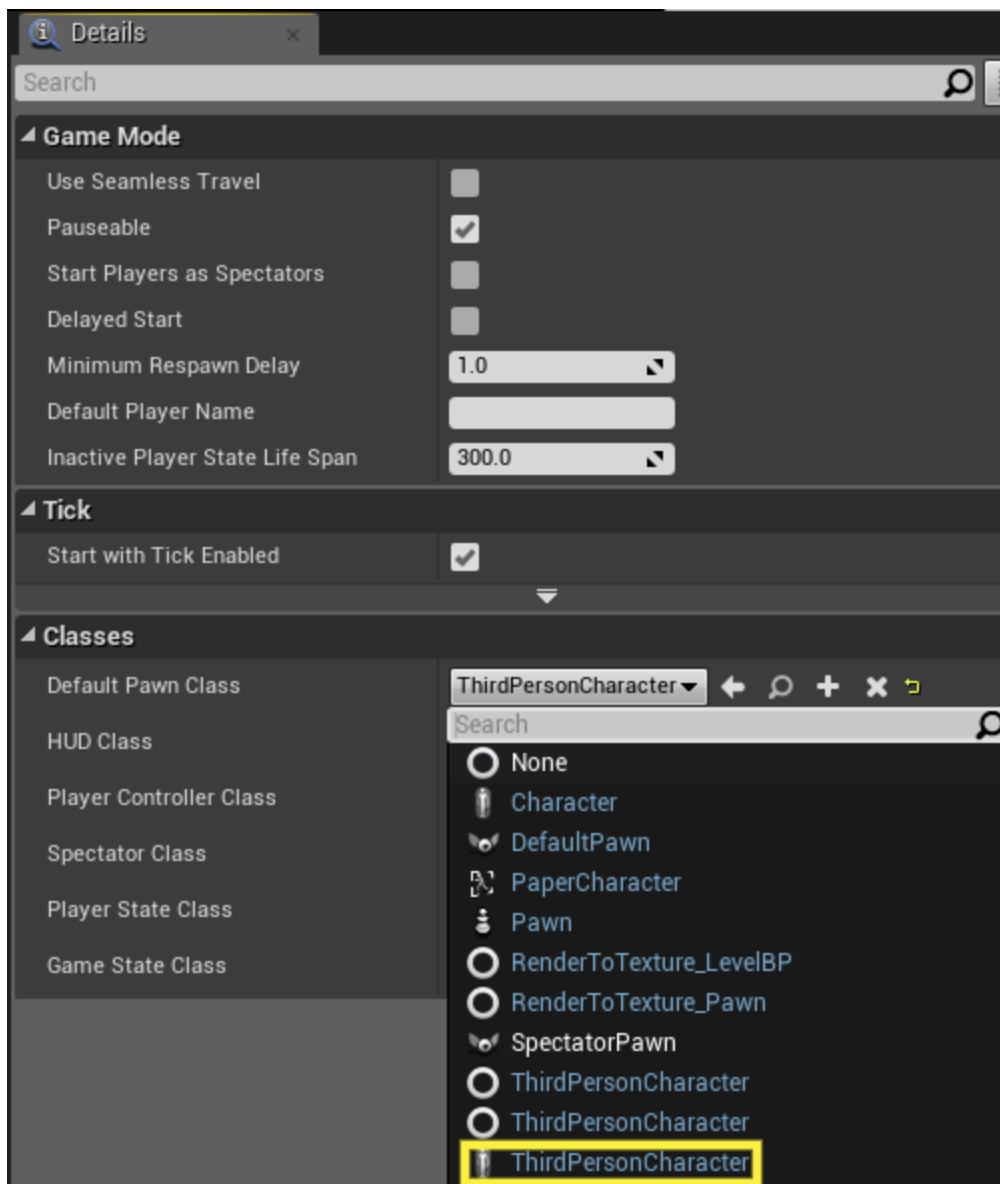 Details
Search
Game Mode
Use Seamless Travel
Pauseable
Start Players as Spectators
Delayed Start
Minimum Respawn Delay 1.0
Default Player Name
Inactive Player State Life Span 300.0
Tick
Start with Tick Enabled
Classes
Default Pawn Class ThirdPersonCharacter
Search
HUD Class
None
Player Controller Class
Character
Spectator Class
DefaultPawn
PaperCharacter
Player State Class
Pawn
Game State Class
RenderToTexture_LevelBP
RenderToTexture_Pawn
SpectatorPawn
ThirdPersonCharacter
ThirdPersonCharacter
ThirdPersonCharacter